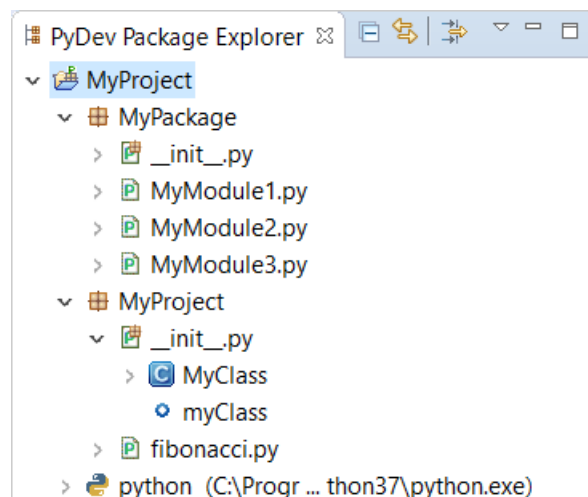 PyDev Package Explorer
MyProject
MyPackage
__init__.py
MyModule1.py
MyModule2.py
MyModule3.py
MyProject
__init__.py
MyClass
myClass
fibonacci.py
python (C:\Progr ... thon37\python.exe)